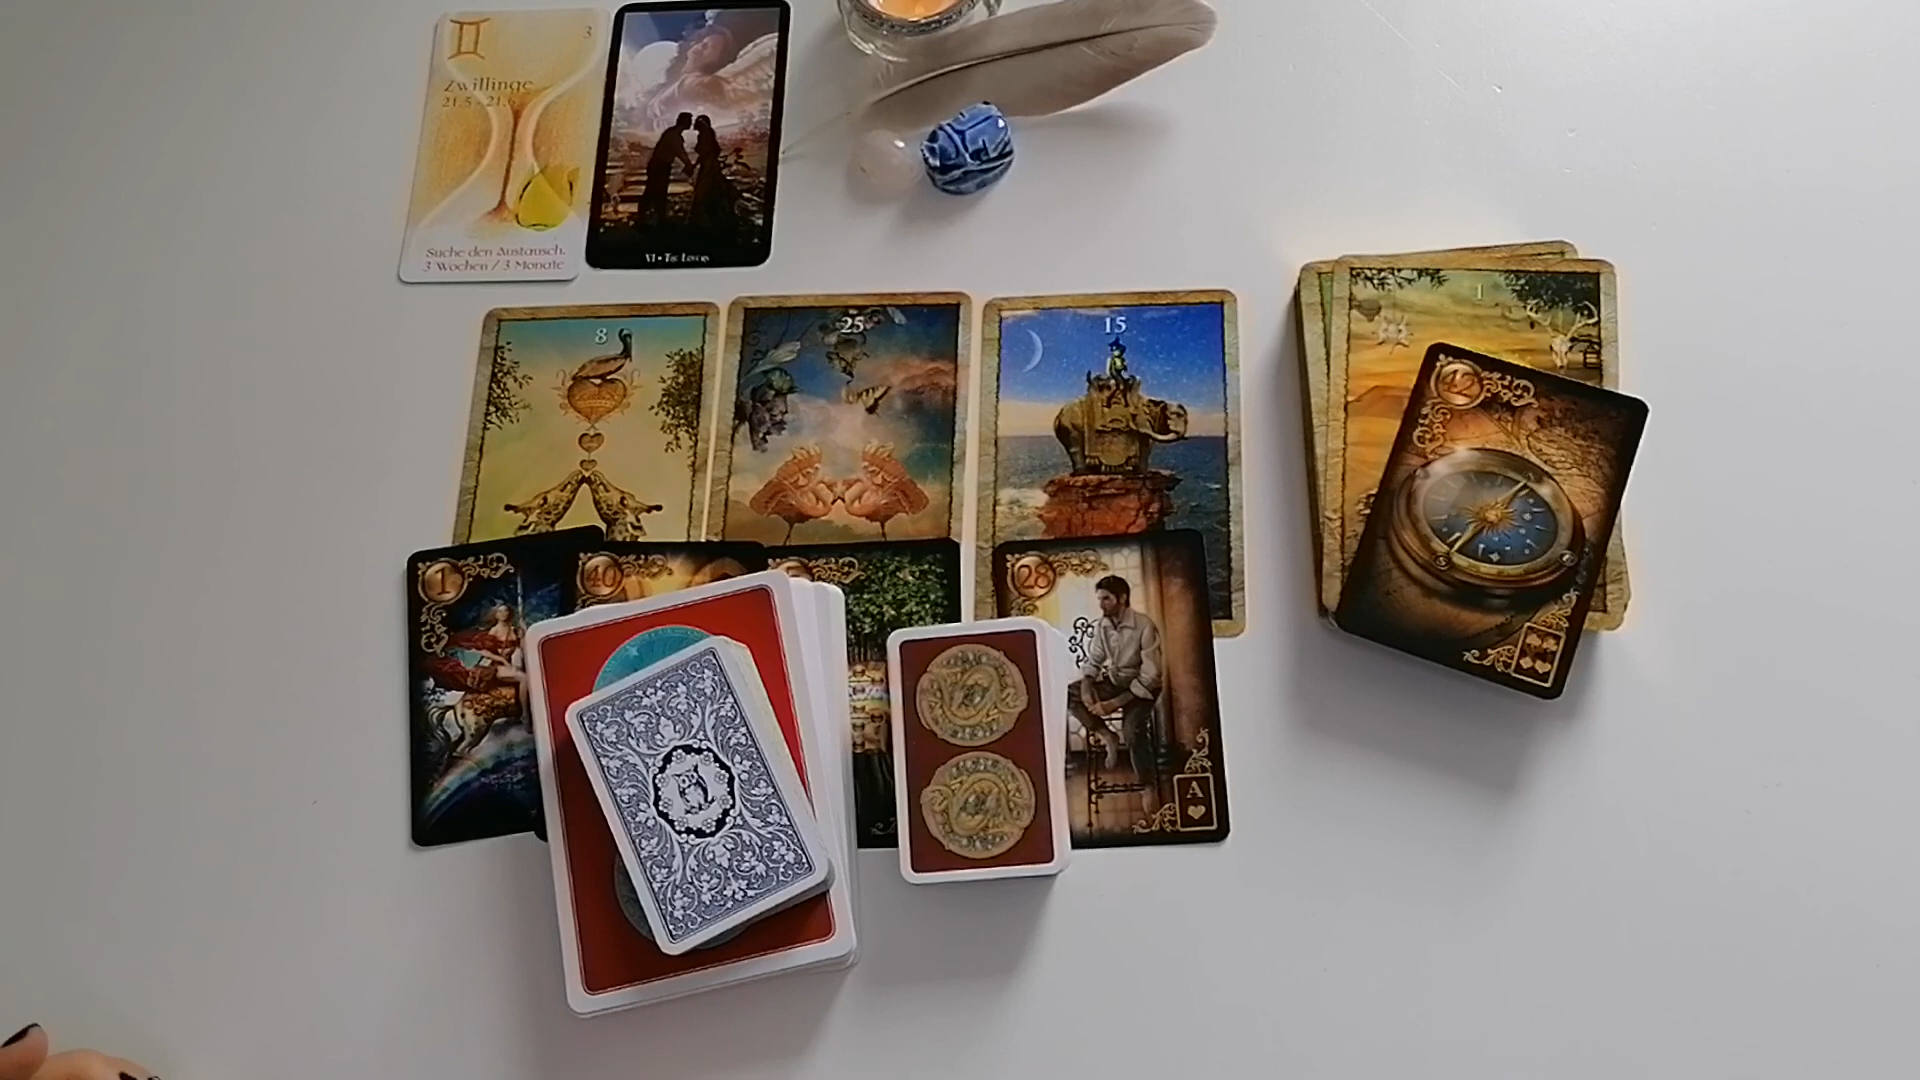 3
Zwillinge
21.5 - 21.6
Suche den Austausch.
3 Wochen / 3 Monate
VI • The Lovers
8
25
15
1
42
1
40
28
A